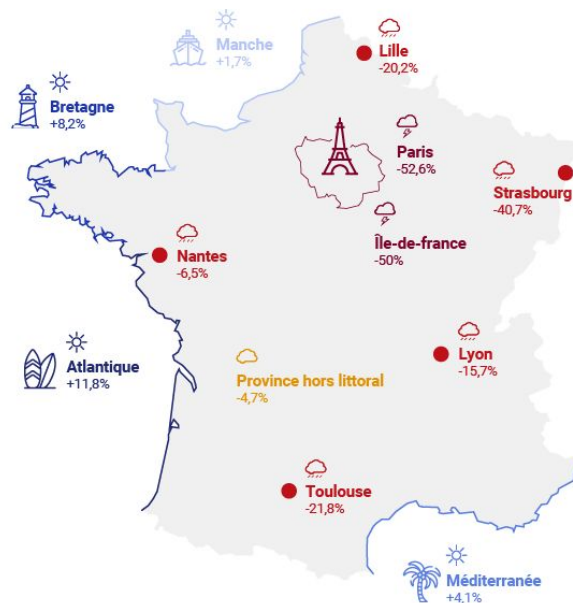 Manche
+1,7%
Lille
-20,2%
Bretagne
+8,2%
Paris
-52,6%
Strasbourg
-40,7%
Île-de-france
-50%
Nantes
-6,5%
Atlantique
+11,8%
Lyon
-15,7%
Province hors littoral
-4,7%
Toulouse
-21,8%
Méditerranée
+4,1%